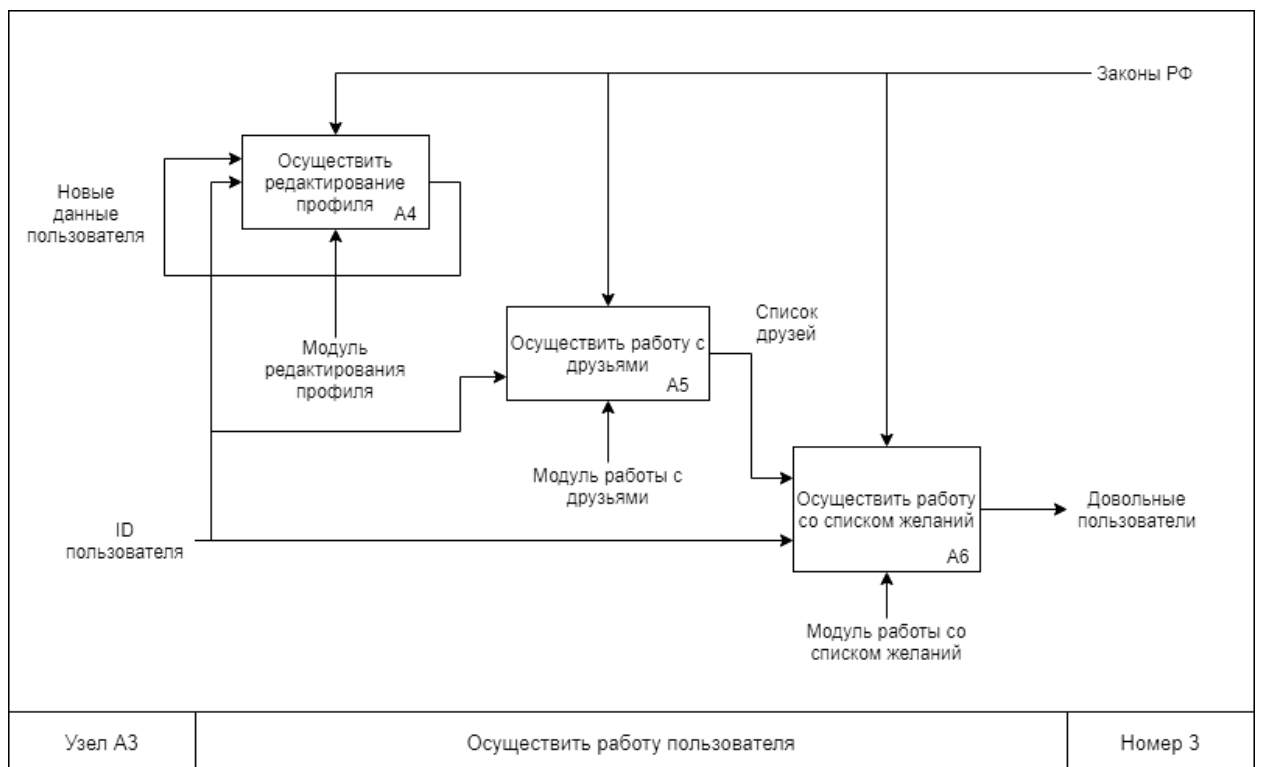 Законы РФ
Осуществить
редактирование
профиля
A4
Новые
данные
пользователя
Модуль
редактирования
профиля
Осуществить работу с
друзьями
A5
Список
друзей
Модуль работы с
друзьями
ID
пользователя
Осуществить работу
со списком желаний
A6
Довольные
пользователи
Модуль работы со
списком желаний
Узел А3
Осуществить работу пользователя
Номер 3